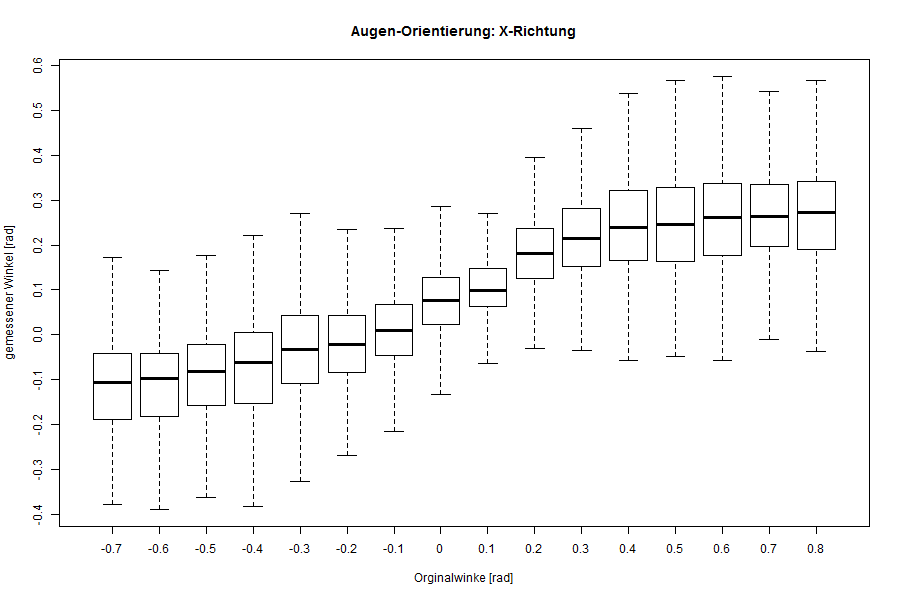 Augen-Orientierung: X-Richtung
gemessener Winkel [rad]
0.6
0.5
0.4
0.3
0.2
0.1
0.0
-0.1
-0.2
-0.3
-0.4
-0.7 -0.6 -0.5 -0.4 -0.3 -0.2 -0.1 0 0.1 0.2 0.3 0.4 0.5 0.6 0.7 0.8
Orginalwinke [rad]